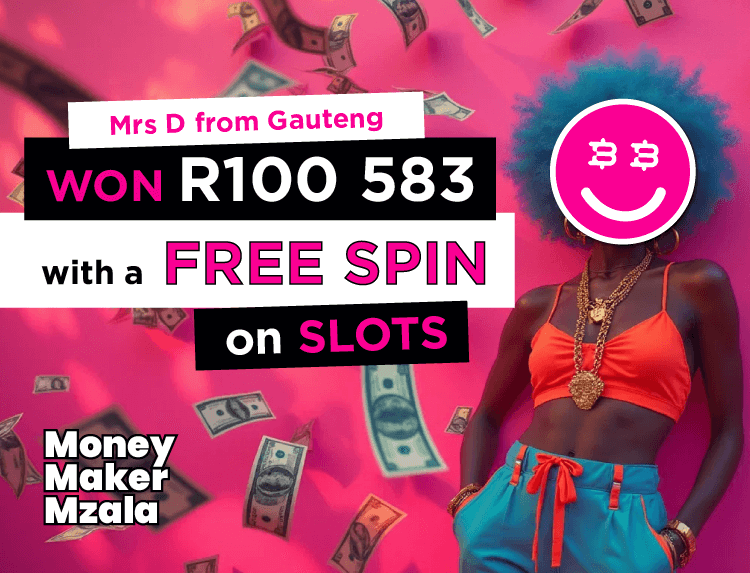 Mrs D from Gauteng
WON R100 583
with a FREE SPIN
on SLOTS
Money
Maker
Mzala